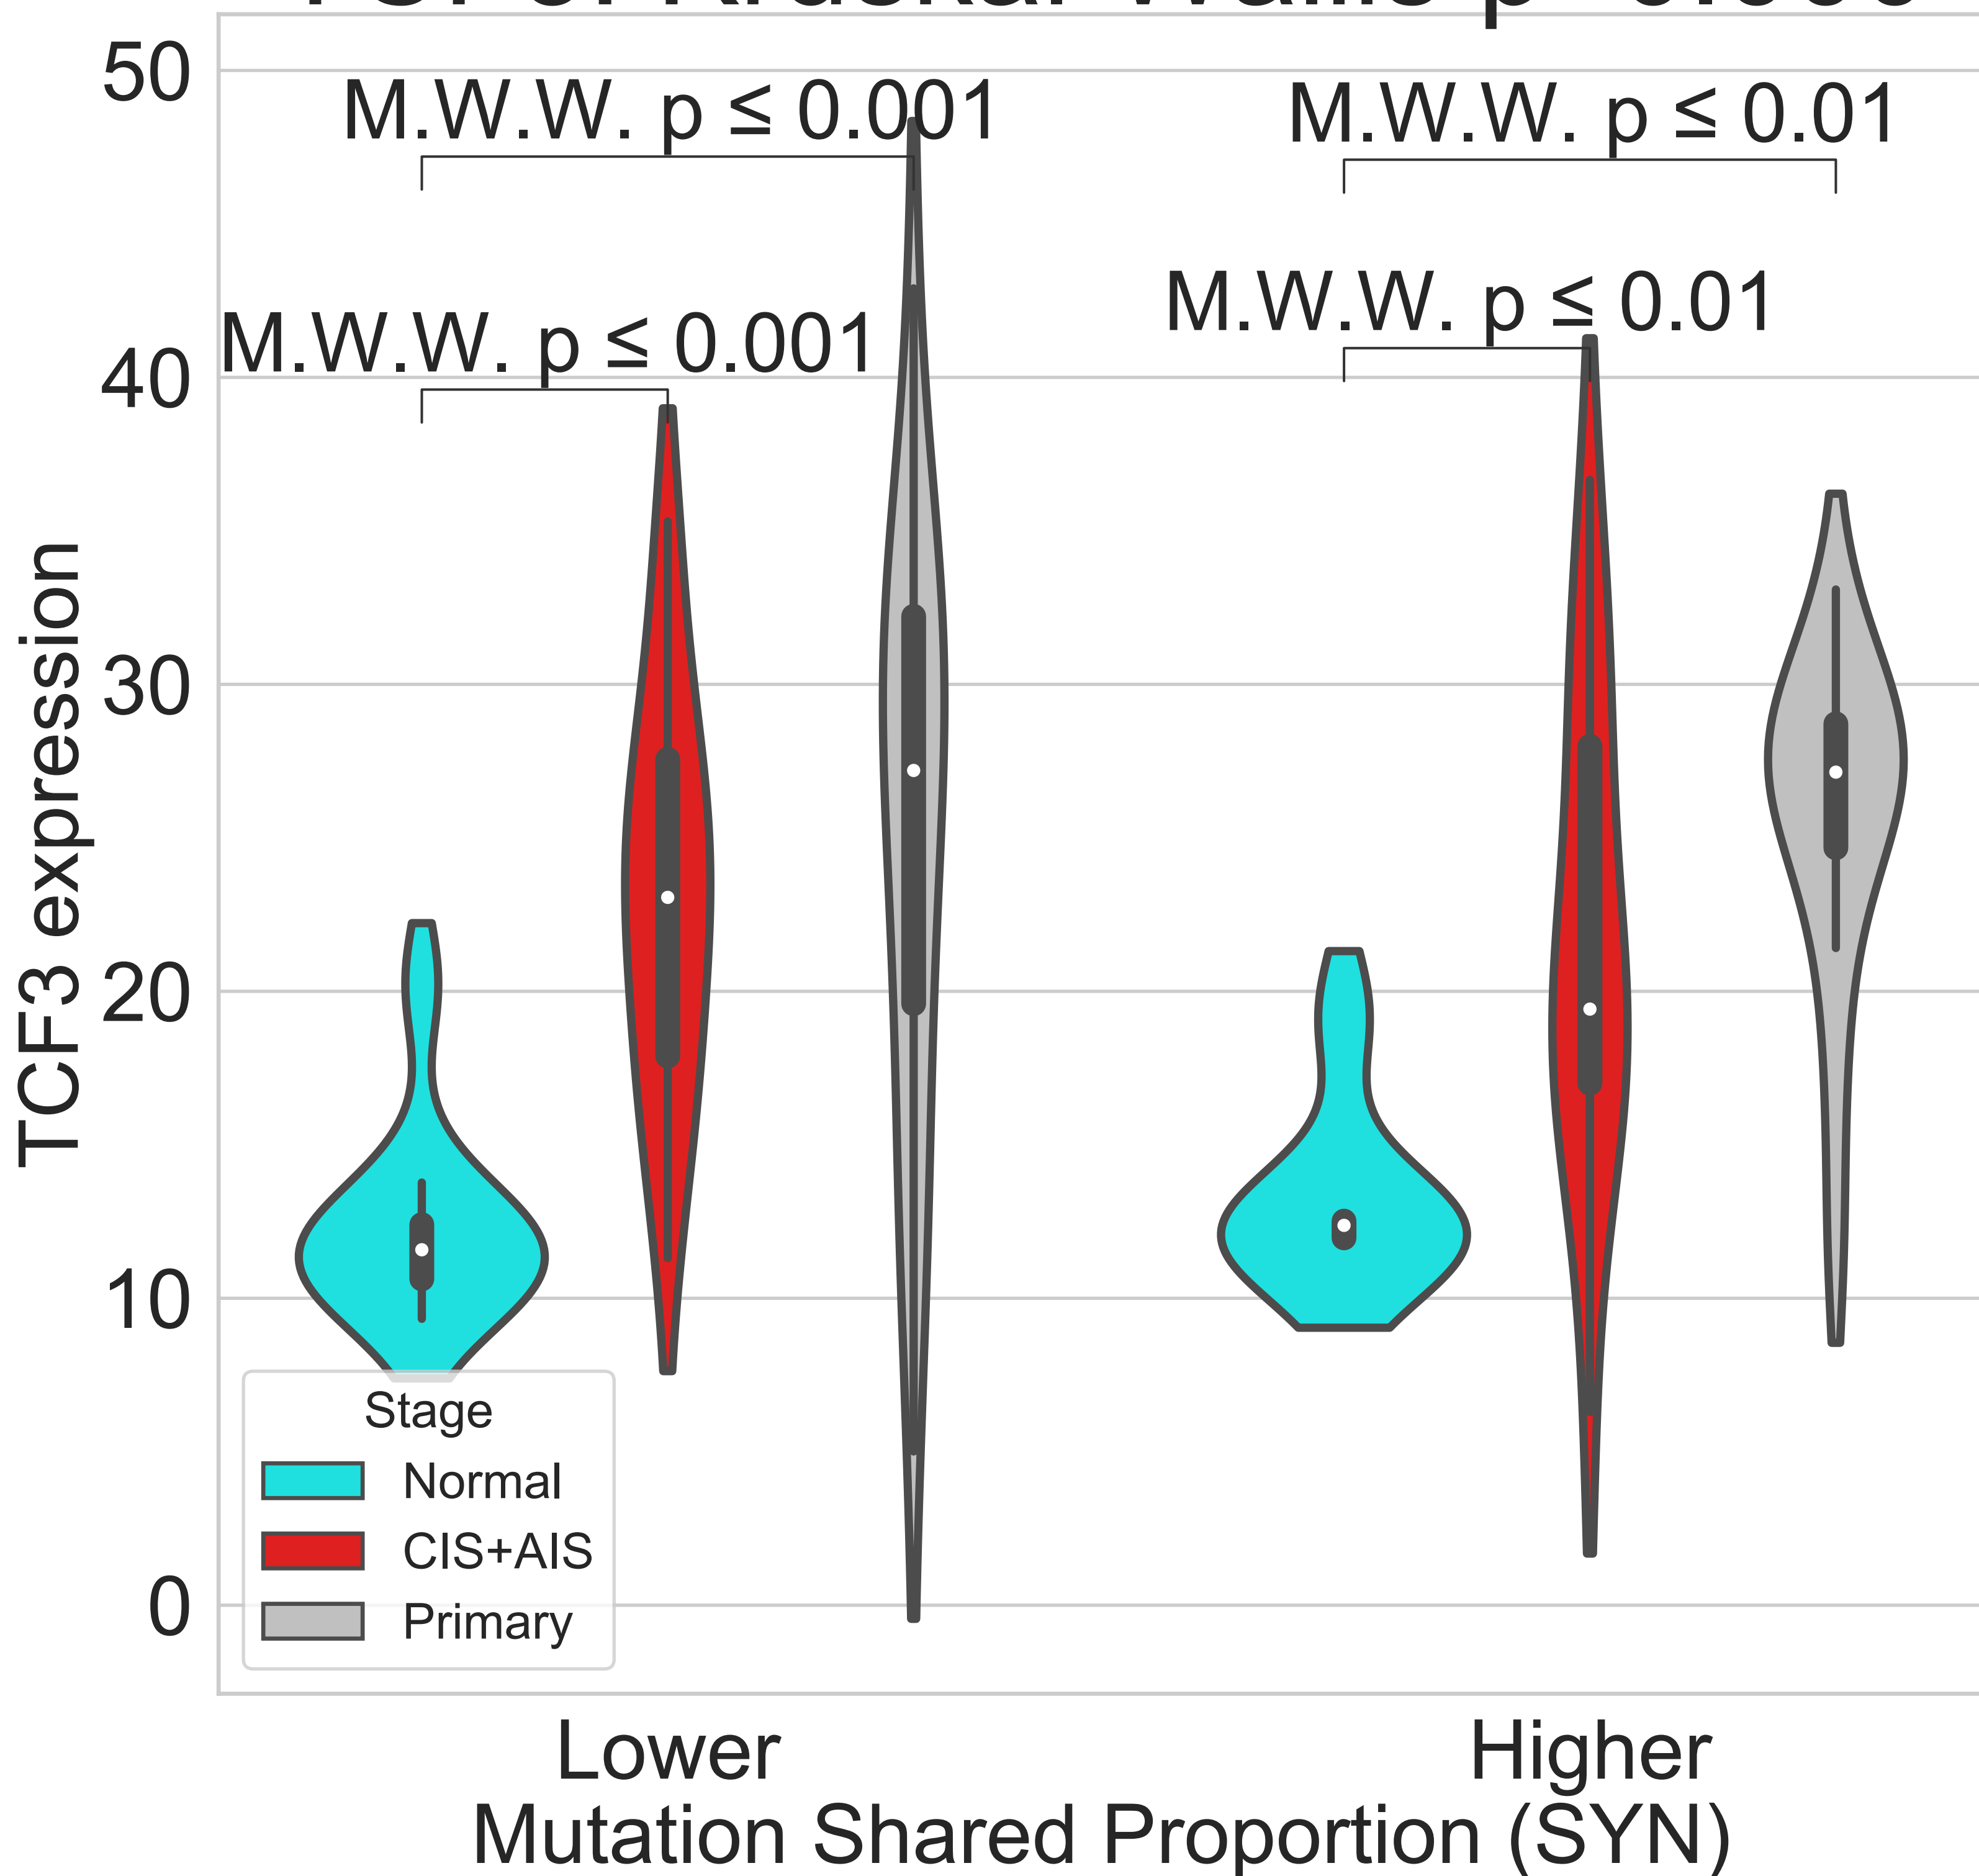 50
M.W.W. p ≤ 0.001
M.W.W. p ≤ 0.01
M.W.W. p ≤ 0.01
M.W.W. p ≤ 0.001
40
30
20
10
0
TCF3 expression
Stage
Normal
CIS+AIS
Primary
Lower
Higher
Mutation Shared Proportion (SYN)